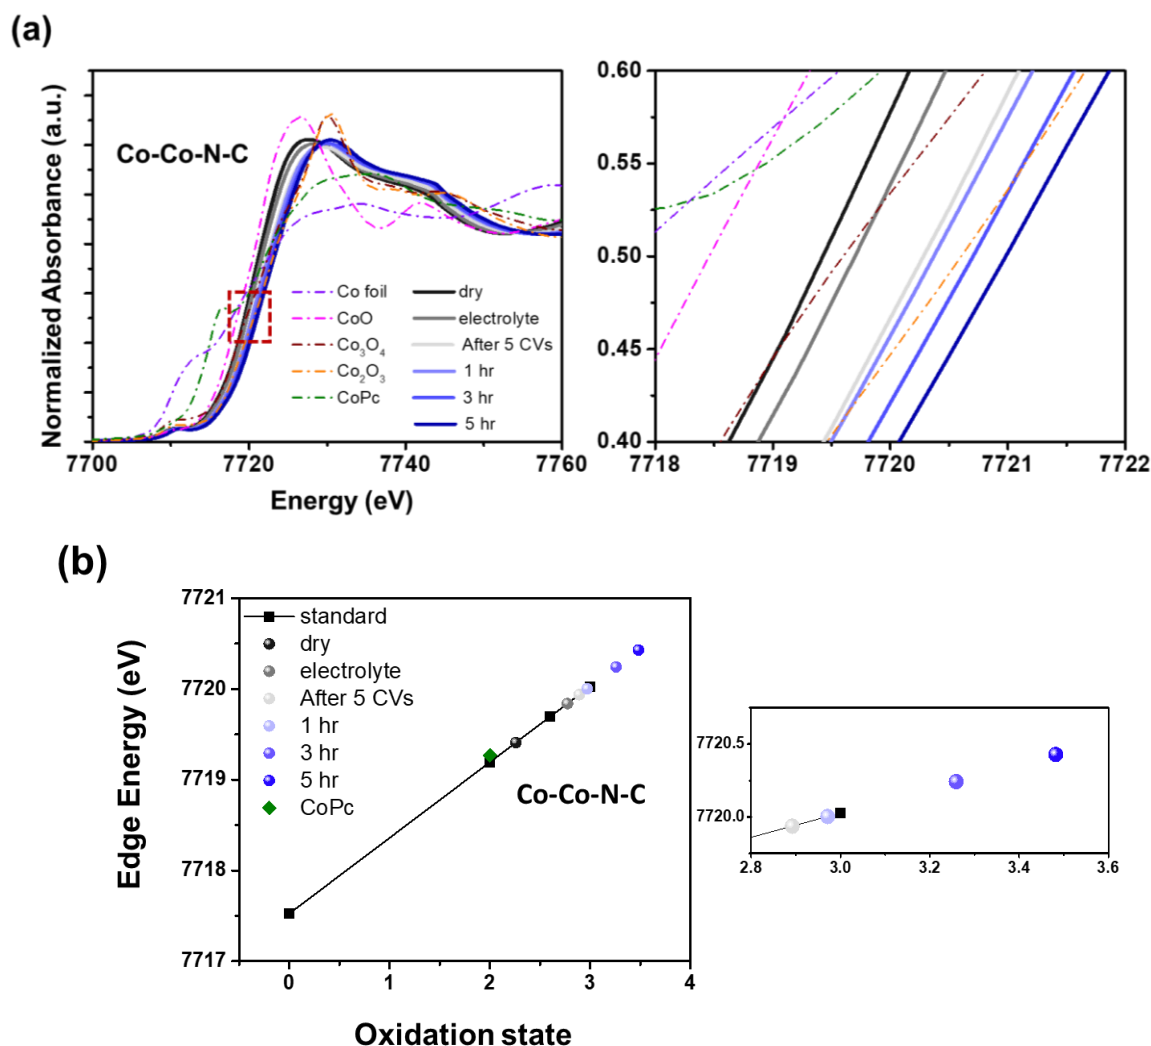 (a)
Normalized Absorbance (a.u.)
Co-Co-N-C
Co foil
CoO
Co₃O₄
Co₂O₃
CoPc
dry
electrolyte
After 5 CVs
1 hr
3 hr
5 hr
7700 7720 7740 7760
Energy (eV)
0.60
0.55
0.50
0.45
0.40
7718 7719 7720 7721 7722
(b)
Edge Energy (eV)
7721
7720
7719
7718
7717
standard
dry
electrolyte
After 5 CVs
1 hr
3 hr
5 hr
CoPc
Co-Co-N-C
0 1 2 3 4
Oxidation state
7720.5
7720.0
2.8 3.0 3.2 3.4 3.6